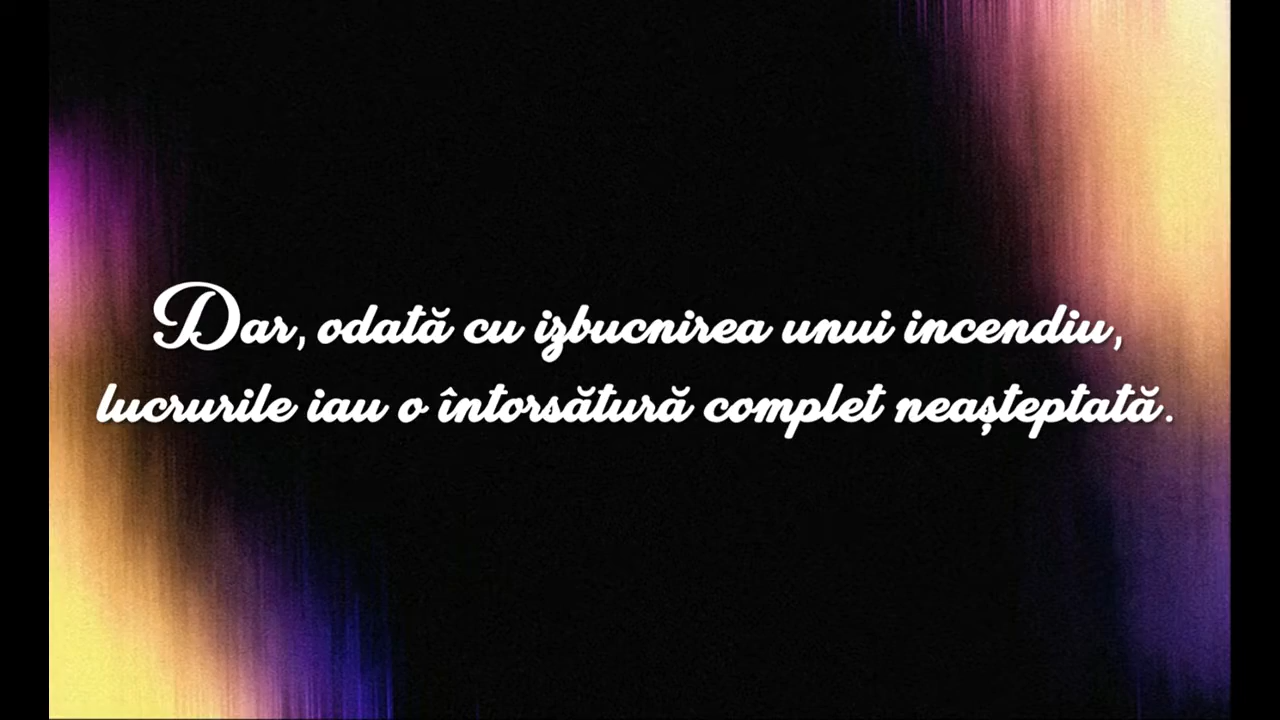 Dar, odată cu izbucnirea unui incendiu,
lucrurile iau o întorsătură complet neașteptată.